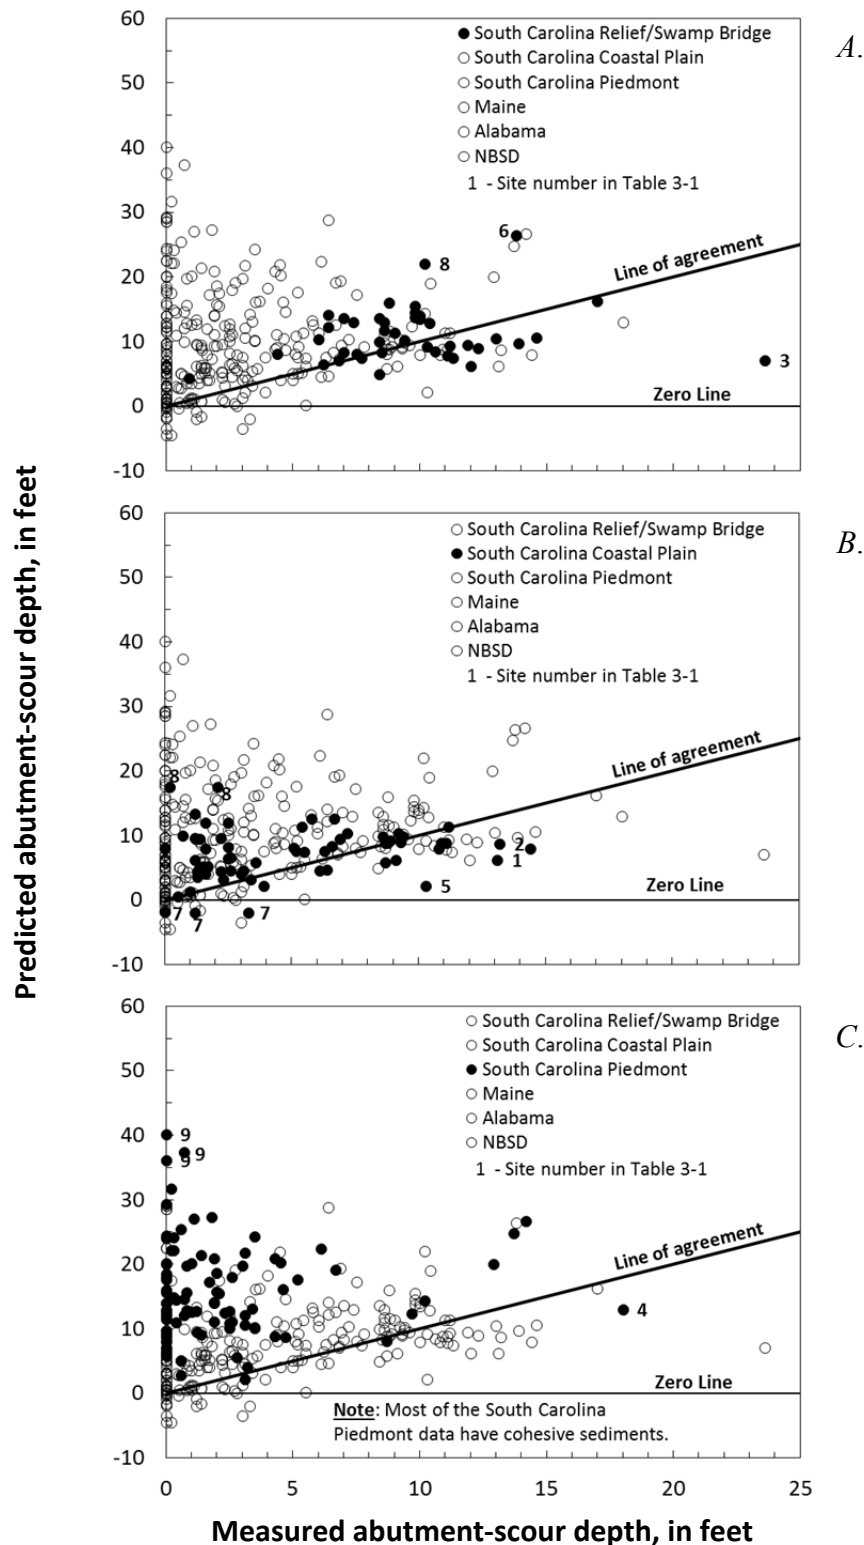 Predicted abutment-scour depth, in feet
A.
60
50
40
30
20
10
0
-10
South Carolina Relief/Swamp Bridge
South Carolina Coastal Plain
South Carolina Piedmont
Maine
Alabama
NBSD
1 - Site number in Table 3-1
6
8
Line of agreement
3
Zero Line
B.
60
50
40
30
20
10
0
-10
South Carolina Relief/Swamp Bridge
South Carolina Coastal Plain
South Carolina Piedmont
Maine
Alabama
NBSD
1 - Site number in Table 3-1
8
8
Line of agreement
2
1
5
Zero Line
7
7
7
C.
60
50
40
30
20
10
0
-10
South Carolina Relief/Swamp Bridge
South Carolina Coastal Plain
South Carolina Piedmont
Maine
Alabama
NBSD
1 - Site number in Table 3-1
9
9
9
Line of agreement
4
Zero Line
Note: Most of the South Carolina
Piedmont data have cohesive sediments.
0 5 10 15 20 25
Measured abutment-scour depth, in feet